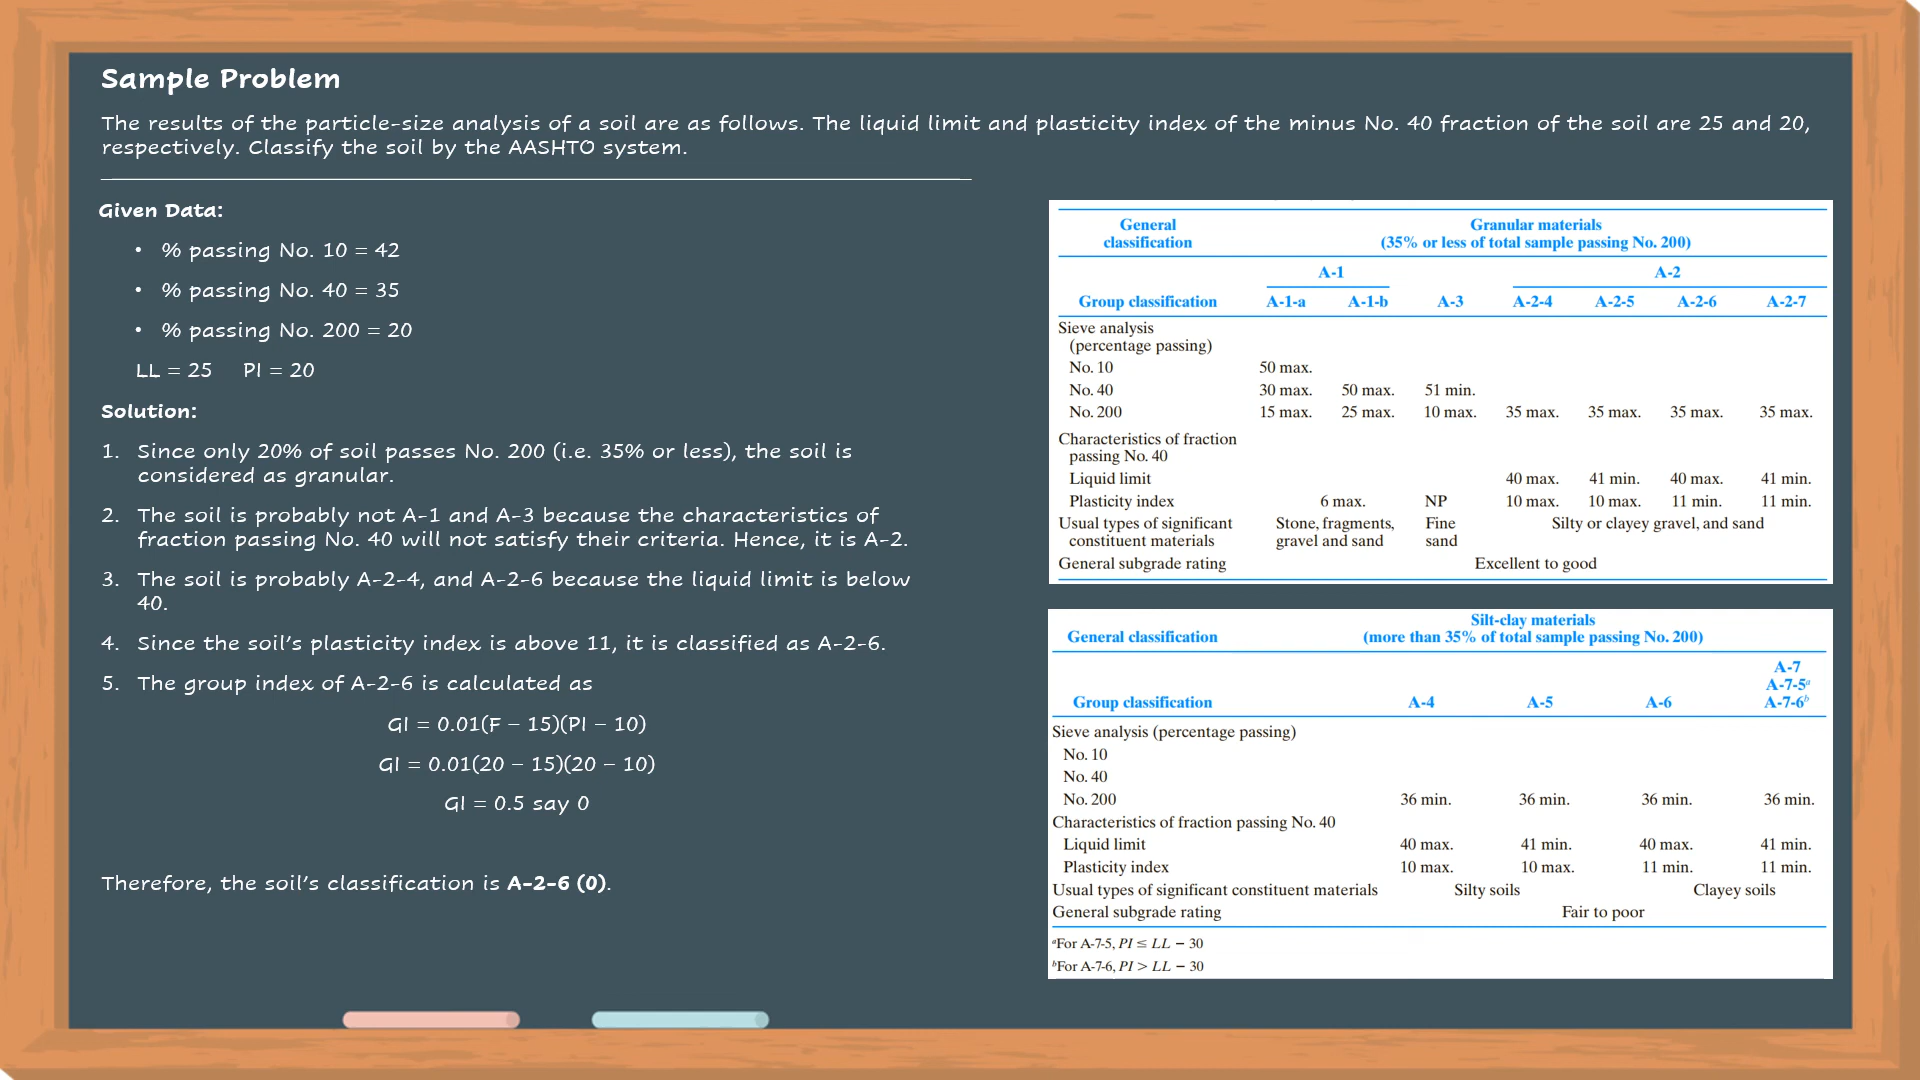 Sample Problem
The results of the particle-size analysis of a soil are as follows. The liquid limit and plasticity index of the minus No. 40 fraction of the soil are 25 and 20,
respectively. Classify the soil by the AASHTO system.
Given Data:
• % passing No. 10 = 42
• % passing No. 40 = 35
• % passing No. 200 = 20
LL = 25 PI = 20
Solution:
1. Since only 20% of soil passes No. 200 (i.e. 35% or less), the soil is
considered as granular.
2. The soil is probably not A-1 and A-3 because the characteristics of
fraction passing No. 40 will not satisfy their criteria. Hence, it is A-2.
3. The soil is probably A-2-4, and A-2-6 because the liquid limit is below
40.
4. Since the soil's plasticity index is above 11, it is classified as A-2-6.
5. The group index of A-2-6 is calculated as
GI = 0.01(F – 15)(PI – 10)
GI = 0.01(20 – 15)(20 – 10)
GI = 0.5 say 0
Therefore, the soil's classification is A-2-6 (0).
General Granular materials
classification (35% or less of total sample passing No. 200)
A-1 A-2
Group classification A-1-a A-1-b A-3 A-2-4 A-2-5 A-2-6 A-2-7
Sieve analysis
(percentage passing)
No. 10 50 max.
No. 40 30 max. 50 max. 51 min.
No. 200 15 max. 25 max. 10 max. 35 max. 35 max. 35 max. 35 max.
Characteristics of fraction
passing No. 40
Liquid limit 40 max. 41 min. 40 max. 41 min.
Plasticity index 6 max. NP 10 max. 10 max. 11 min. 11 min.
Usual types of significant Stone, fragments, Fine Silty or clayey gravel, and sand
constituent materials gravel and sand sand
General subgrade rating Excellent to good
Silt-clay materials
General classification (more than 35% of total sample passing No. 200)
A-7
A-7-5ᵃ
Group classification A-4 A-5 A-6 A-7-6ᵇ
Sieve analysis (percentage passing)
No. 10
No. 40
No. 200 36 min. 36 min. 36 min. 36 min.
Characteristics of fraction passing No. 40
Liquid limit 40 max. 41 min. 40 max. 41 min.
Plasticity index 10 max. 10 max. 11 min. 11 min.
Usual types of significant constituent materials Silty soils Clayey soils
General subgrade rating Fair to poor
ᵃFor A-7-5, PI ≤ LL − 30
ᵇFor A-7-6, PI > LL − 30